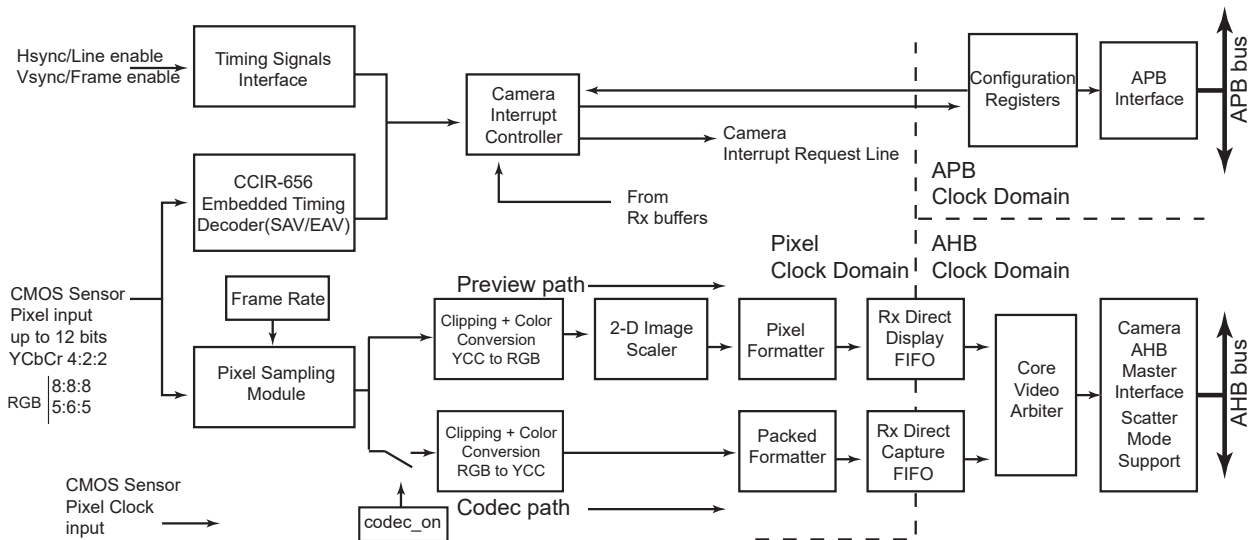 Hsync/Line enable
Vsync/Frame enable
Timing Signals
Interface
Camera
Interrupt
Controller
Configuration
Registers
APB
Interface
APB bus
Camera
Interrupt Request Line
From
Rx buffers
APB
Clock Domain
CCIR-656
Embedded Timing
Decoder(SAV/EAV)
Pixel
Clock Domain
AHB
Clock Domain
CMOS Sensor
Pixel input
up to 12 bits
YCbCr 4:2:2
RGB
8:8:8
5:6:5
Frame Rate
Pixel Sampling
Module
Preview path
Clipping + Color
Conversion
YCC to RGB
2-D Image
Scaler
Pixel
Formatter
Rx Direct
Display
FIFO
Core
Video
Arbiter
Camera
AHB
Master
Interface
Scatter
Mode
Support
AHB bus
Clipping + Color
Conversion
RGB to YCC
Packed
Formatter
Rx Direct
Capture
FIFO
Codec path
codec_on
CMOS Sensor
Pixel Clock
input